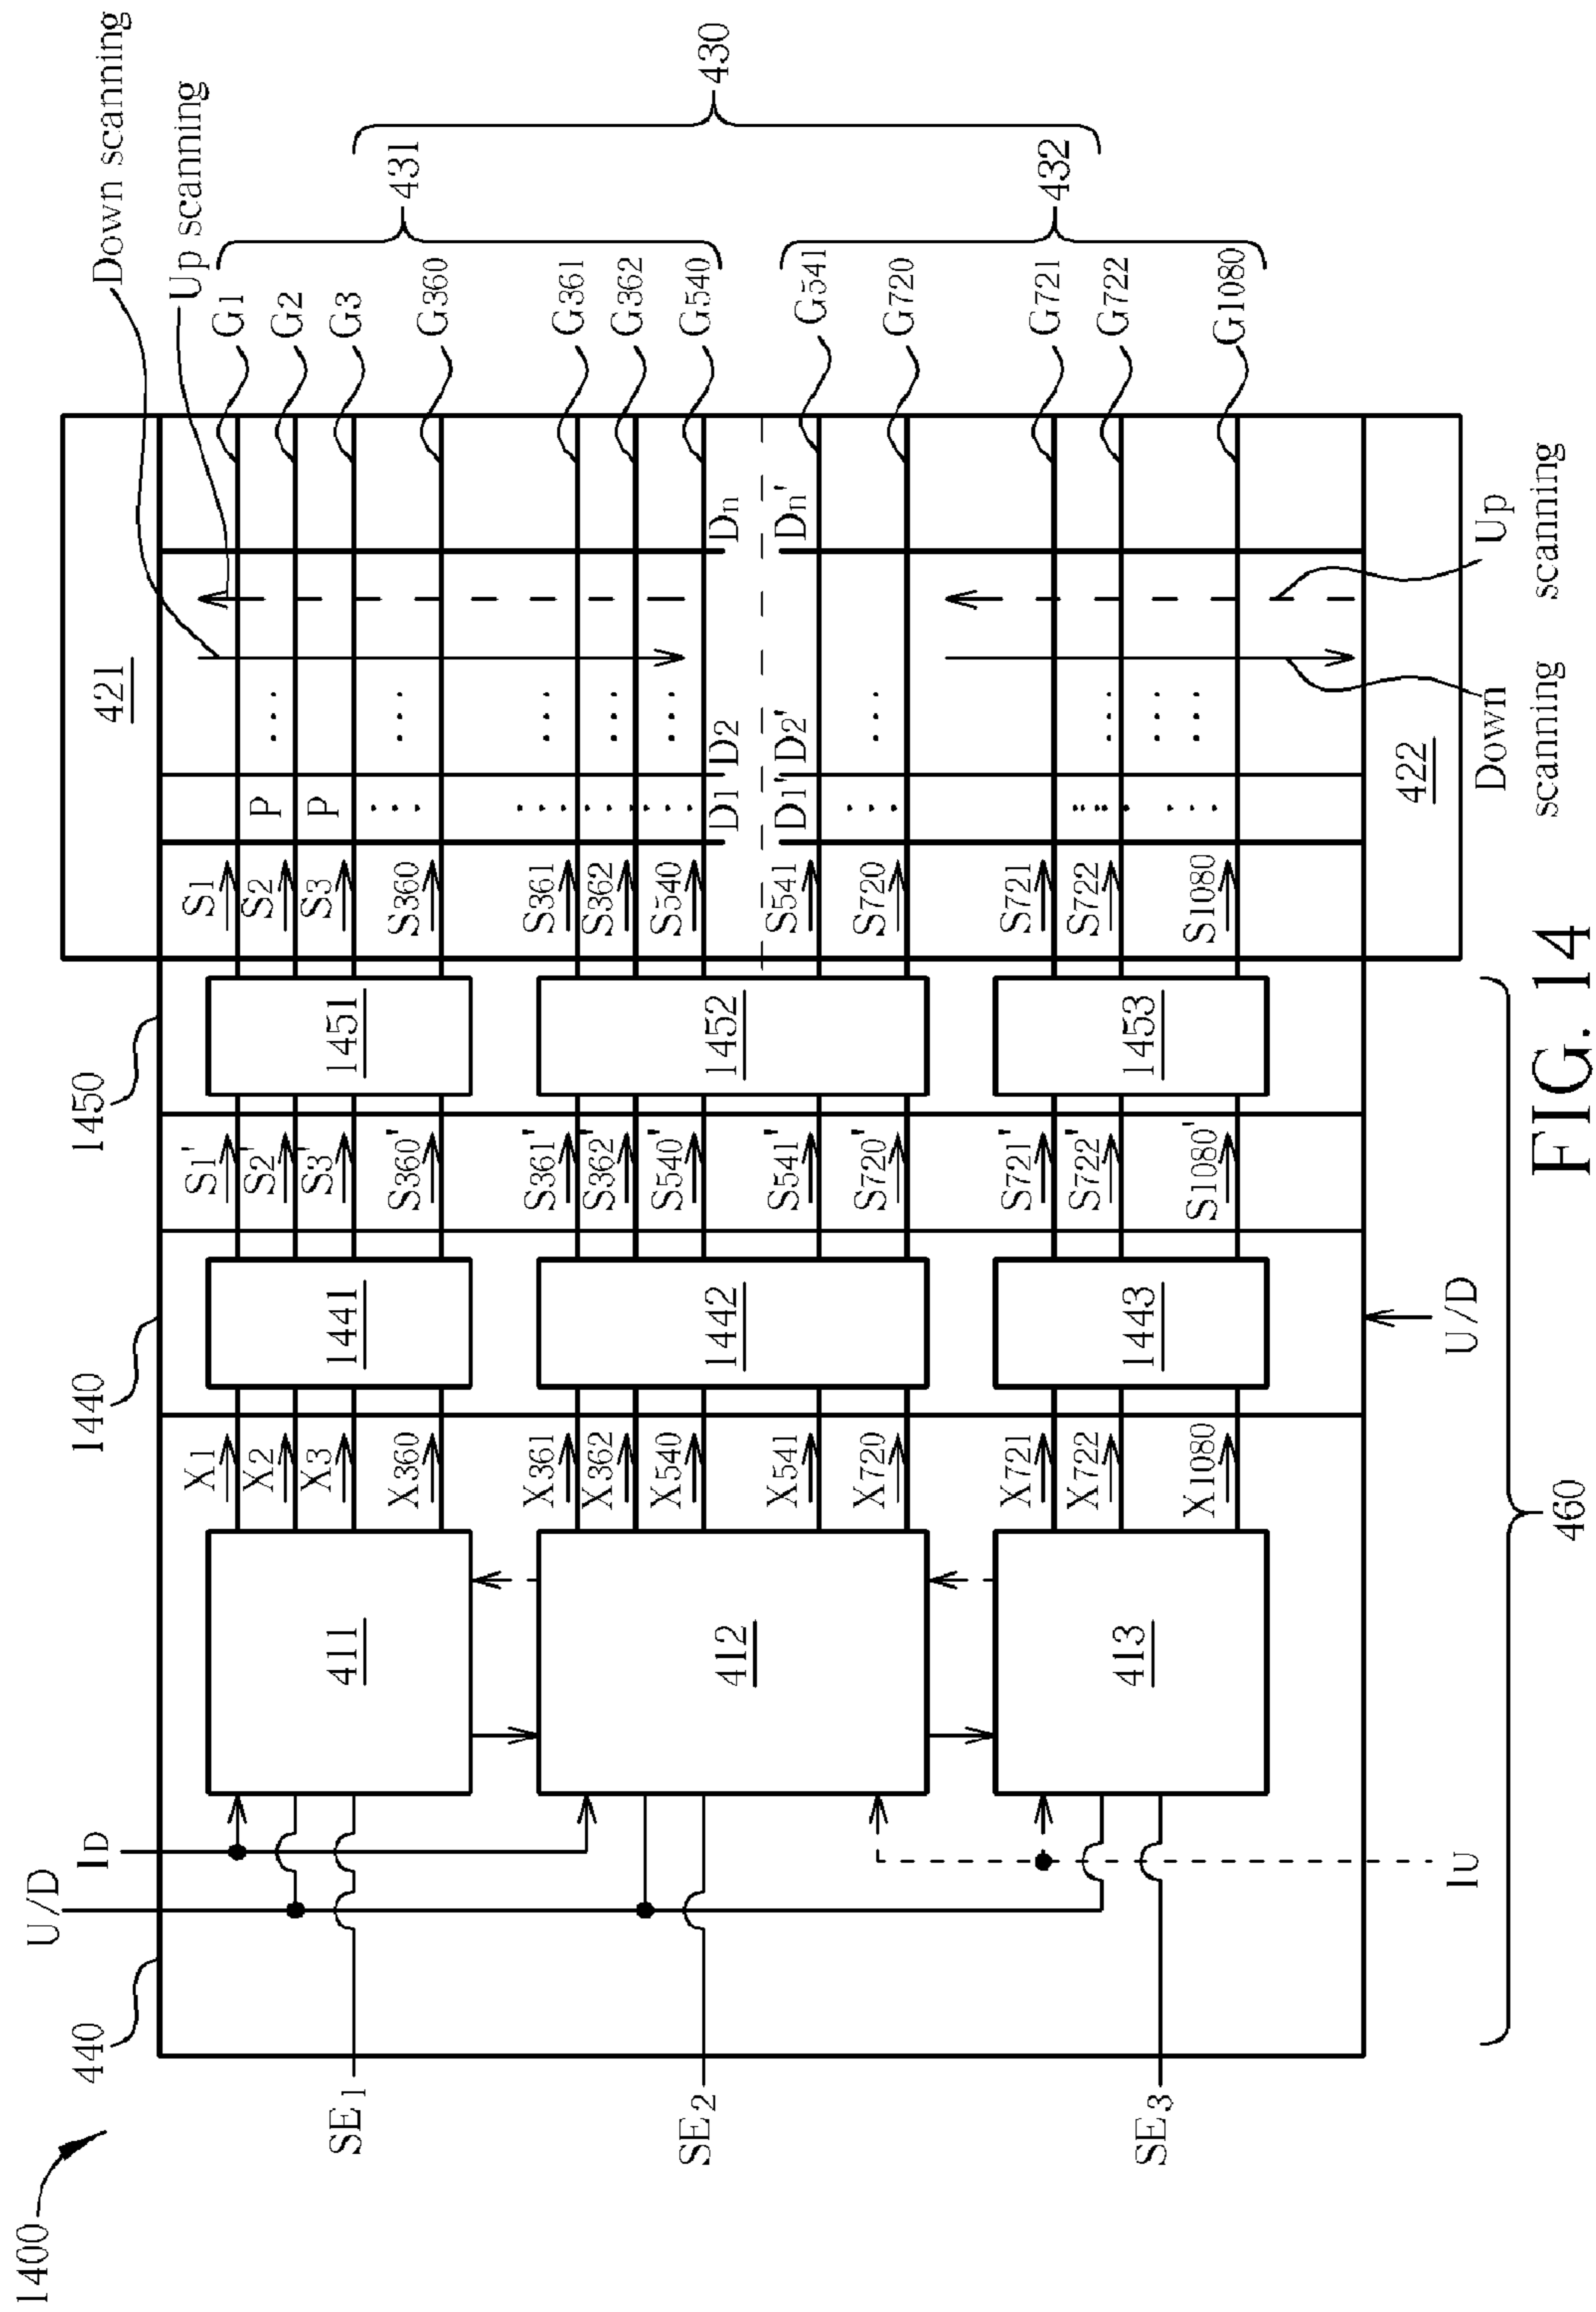 1400
440
U/D
ID
1440
1450
421
Down scanning
Up scanning
SE1
SE2
SE3
411
412
413
X1
X2
X3
X360
X361
X362
X540
X541
X720
X721
X722
X1080
1441
1442
1443
S1'
S2'
S3'
S360'
S361'
S362'
S540'
S541'
S720'
S721'
S722'
S1080'
1451
1452
1453
S1
S2
S3
S360
S361
S362
S540
S541
S720
S721
S722
S1080
P
P
D1 D2 Dn
D1' D2' Dn'
G1
G2
G3
G360
G361
G362
G540
G541
G720
G721
G722
G1080
431
432
430
422
IU
U/D
Down scanning
Up scanning
460
FIG. 14